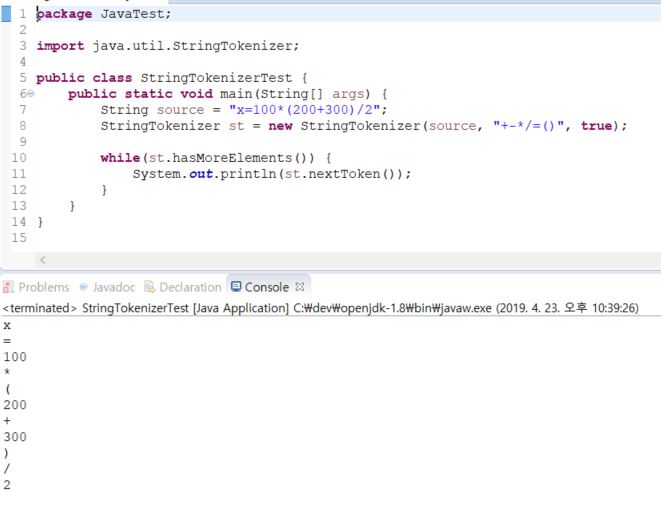 1 package JavaTest;
2
3 import java.util.StringTokenizer;
4
5 public class StringTokenizerTest {
6 public static void main(String[] args) {
7 String source = "x=100*(200+300)/2";
8 StringTokenizer st = new StringTokenizer(source, "+-*/=()", true);
9
10 while(st.hasMoreElements()) {
11 System.out.println(st.nextToken());
12 }
13 }
14 }
15
Problems @ Javadoc Declaration Console
<terminated> StringTokenizerTest [Java Application] C:₩dev₩openjdk-1.8₩bin₩javaw.exe (2019. 4. 23. 오후 10:39:26)
x
=
100
*
(
200
+
300
)
/
2